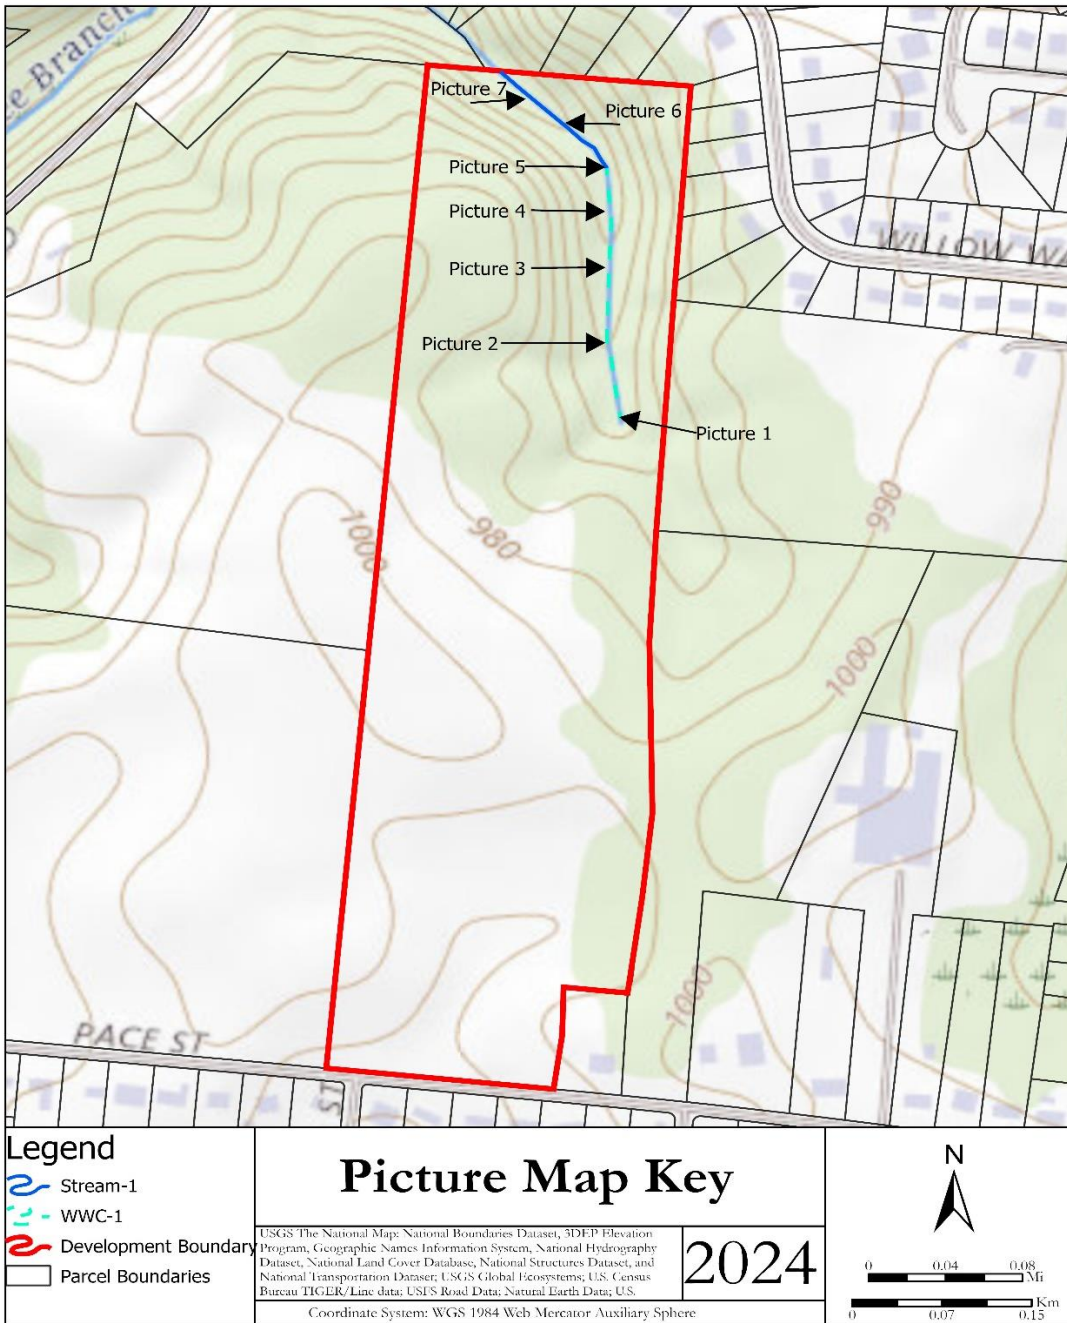 e Branch
Picture 7
Picture 6
Picture 5
Picture 4
Picture 3
Picture 2
Picture 1
WILLOW WA
990
980
1000
1000
1000
PACE ST
ST
Legend
Stream-1
WWC-1
Development Boundary
Parcel Boundaries
Picture Map Key
USGS The National Map: National Boundaries Dataset, 3DEP Elevation
Program, Geographic Names Information System, National Hydrography
Dataset, National Land Cover Database, National Structures Dataset, and
National Transportation Dataset; USGS Global Ecosystems; U.S. Census
Bureau TIGER/Line data; USFS Road Data; Natural Earth Data; U.S.
2024
Coordinate System: WGS 1984 Web Mercator Auxiliary Sphere
N
0 0.04 0.08
Mi
Km
0 0.07 0.15